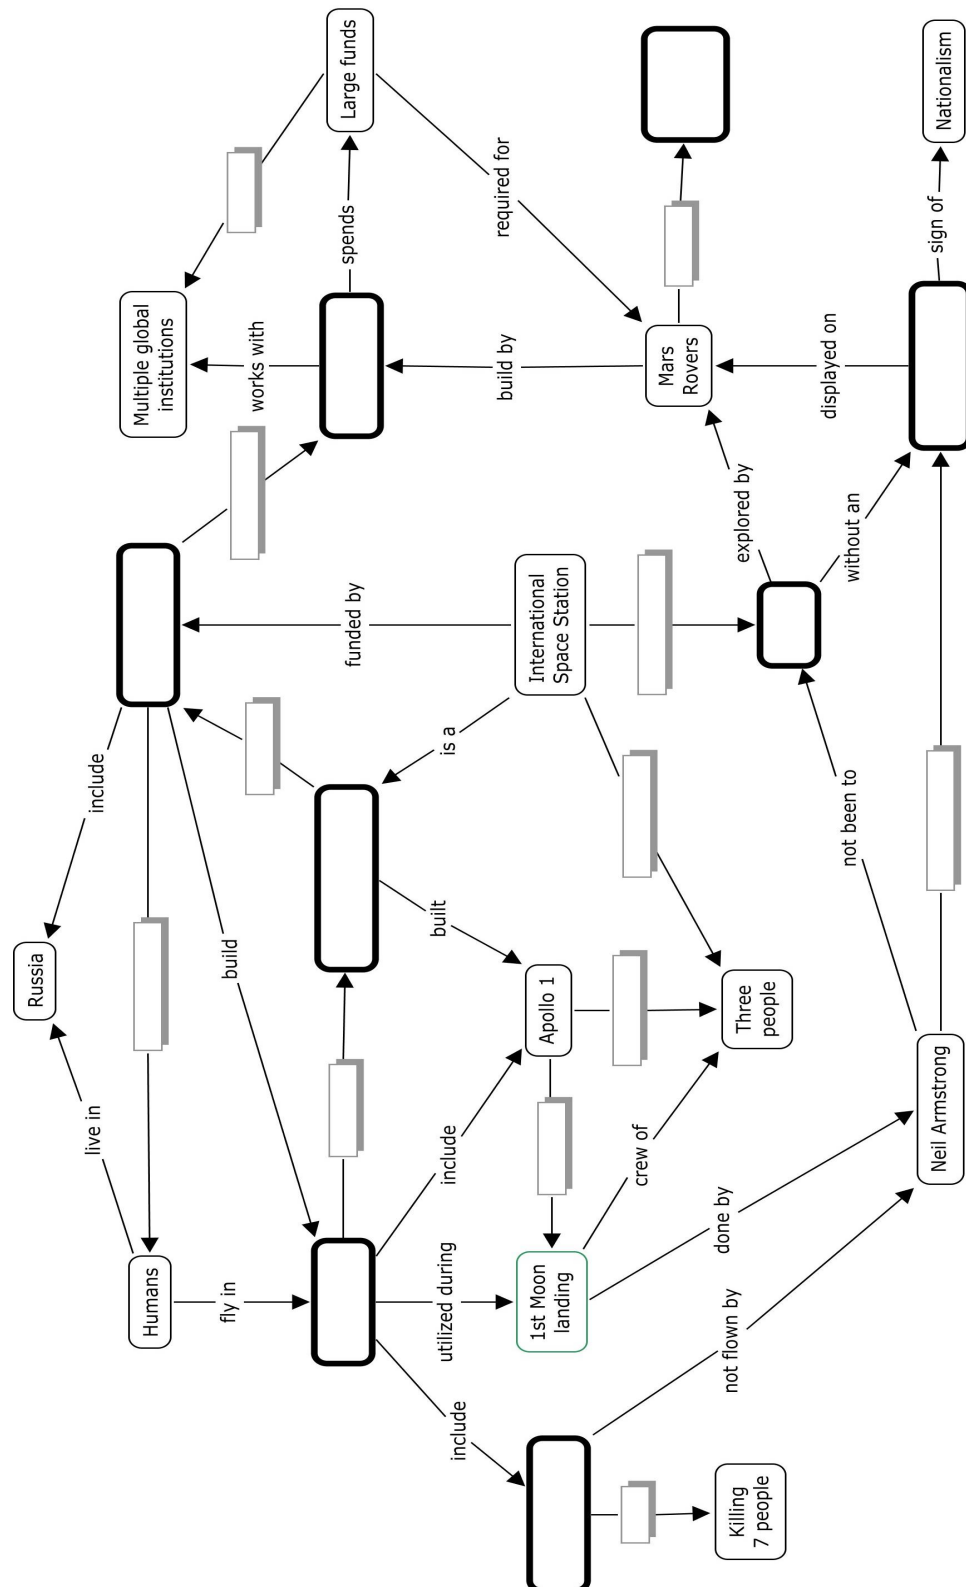 Russia
live in
include
Humans
Multiple global
institutions
fly in
build
works with
Large funds
spends
funded by
is a
built
include
utilized during
include
required for
build by
International
Space Station
Apollo 1
1st Moon
landing
crew of
Mars
Rovers
explored by
Three
people
done by
not flown by
Killing
7 people
not been to
without an
displayed on
sign of
Nationalism
Neil Armstrong